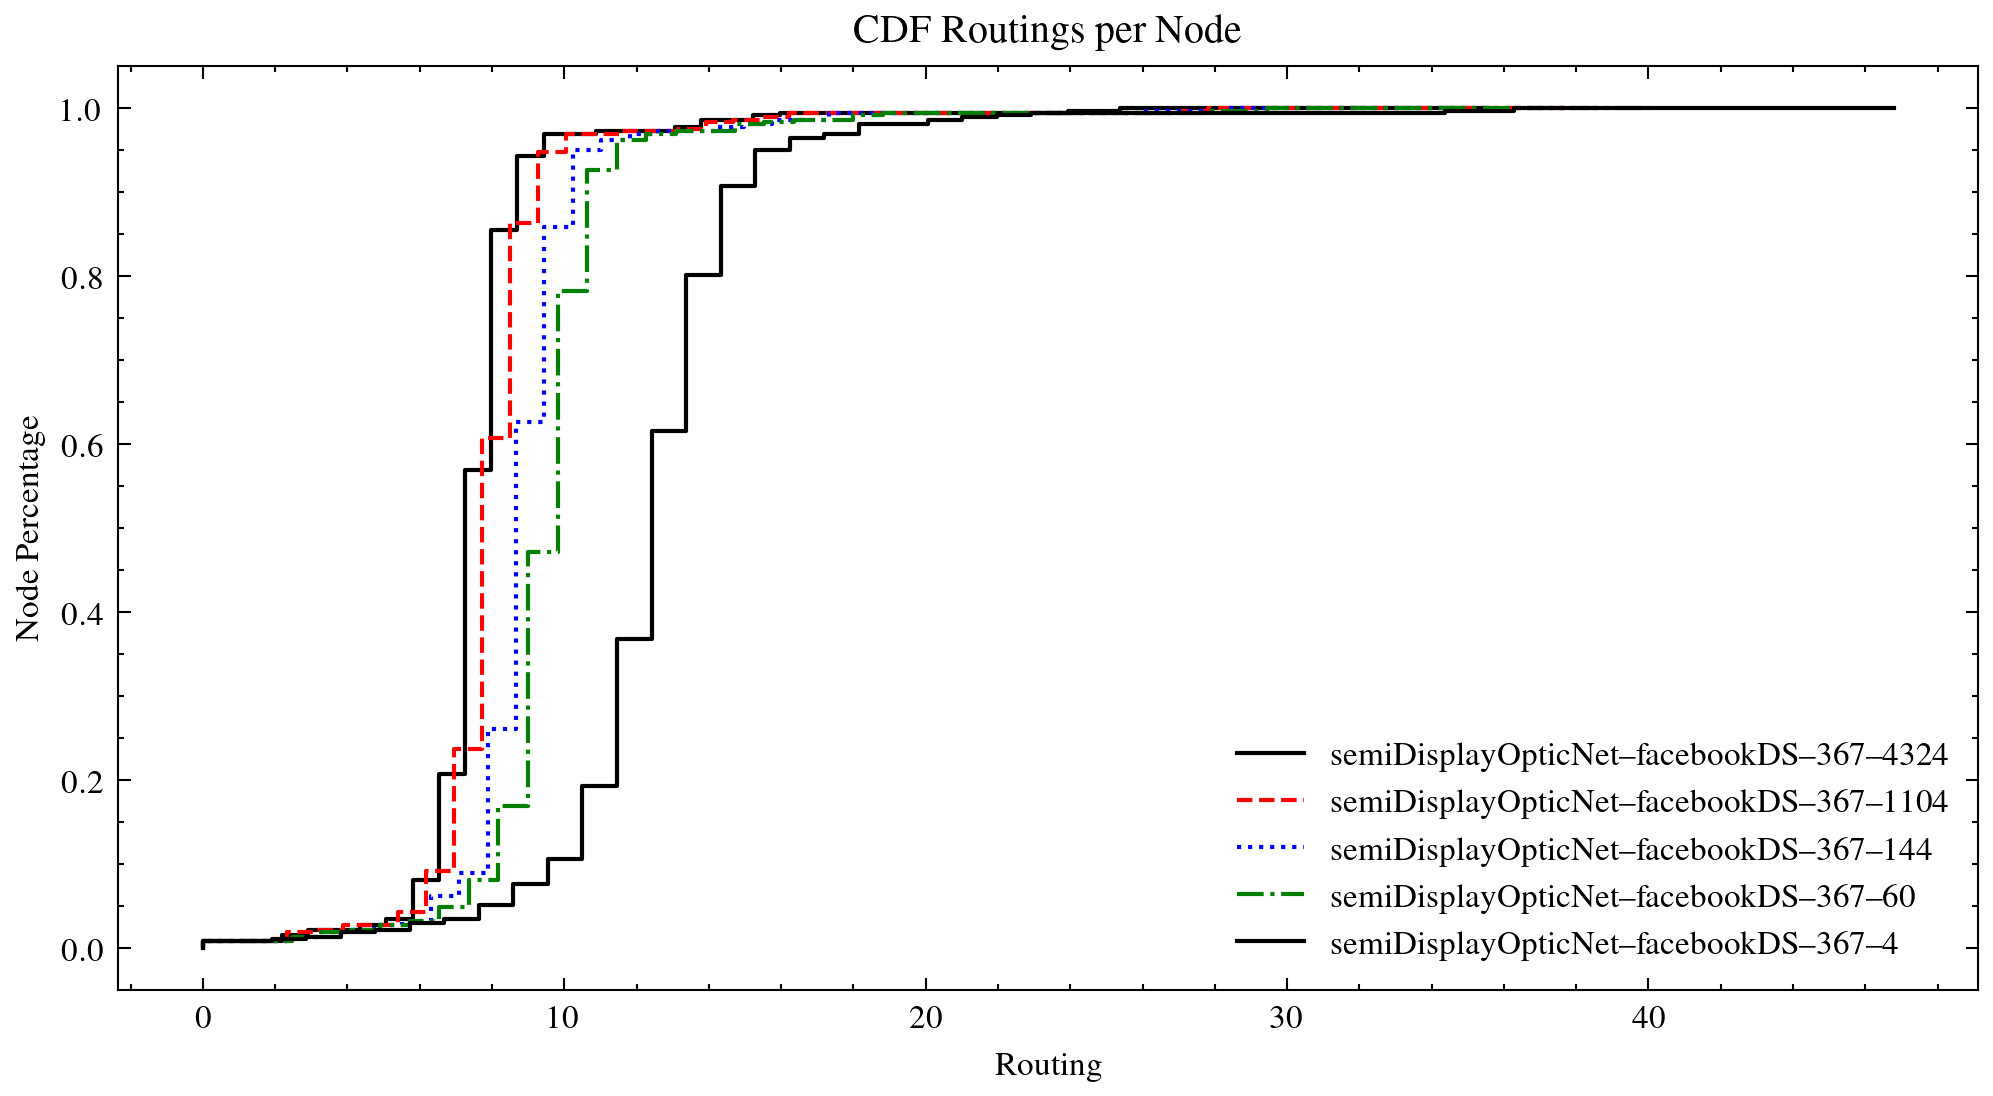 CDF Routings per Node
1.0
0.8
0.6
0.4
0.2
0.0
Node Percentage
0 10 20 30 40
Routing
semiDisplayOpticNet–facebookDS–367–4324
semiDisplayOpticNet–facebookDS–367–1104
semiDisplayOpticNet–facebookDS–367–144
semiDisplayOpticNet–facebookDS–367–60
semiDisplayOpticNet–facebookDS–367–4